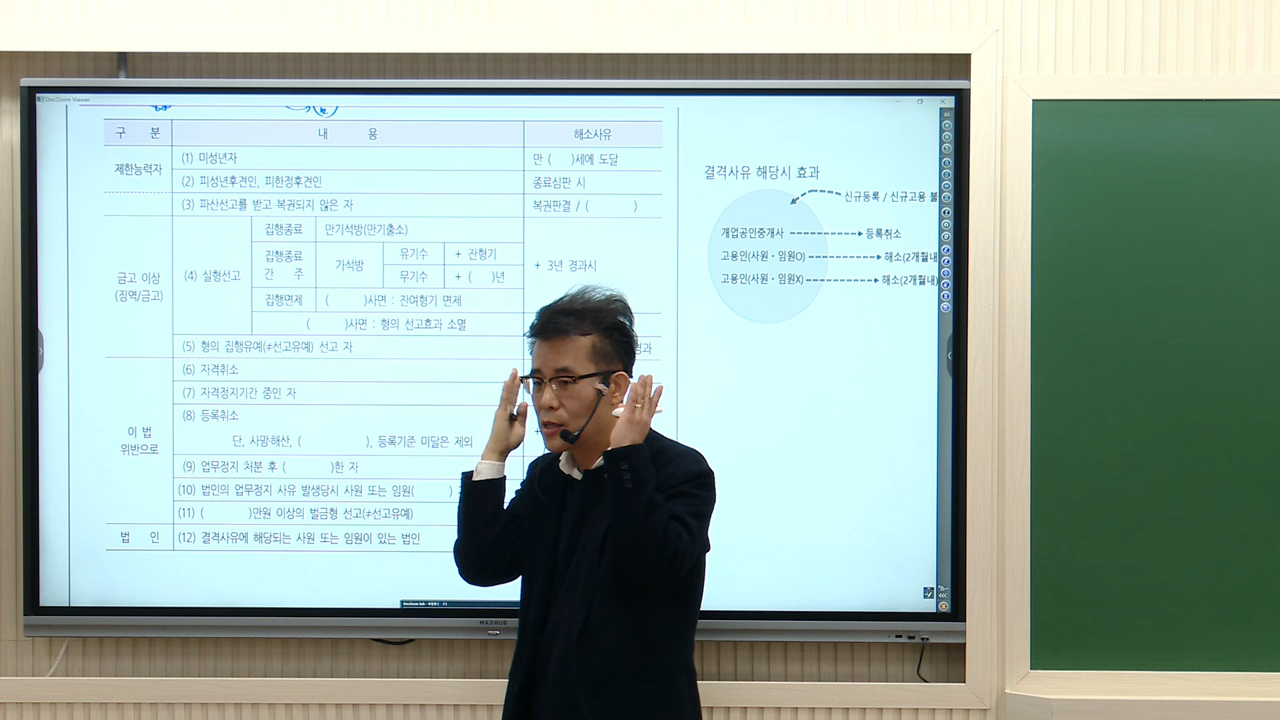 DocZoom Viewer
구 분 내 용 해소사유
제한능력자 (1) 미성년자 만 ( )세에 도달
(2) 피성년후견인, 피한정후견인 종료심판 시
(3) 파산선고를 받고 복권되지 않은 자 복권판결 / ( )
금고 이상
(징역/금고)
(4) 실형선고
집행종료 만기석방(만기출소)
집행종료
간 주
가석방
유기수 + 잔형기
무기수 + ( )년
+ 3년 경과시
집행면제 ( )사면 : 잔여형기 면제
( )사면 : 형의 선고효과 소멸
(5) 형의 집행유예(≠선고유예) 선고 자
이 법
위반으로
(6) 자격취소
(7) 자격정지기간 중인 자
(8) 등록취소
단, 사망·해산, ( ), 등록기준 미달은 제외
(9) 업무정지 처분 후 ( )한 자
(10) 법인의 업무정지 사유 발생당시 사원 또는 임원( )
(11) ( )만원 이상의 벌금형 선고(≠선고유예)
법 인 (12) 결격사유에 해당되는 사원 또는 임원이 있는 법인
결격사유 해당시 효과
신규등록 / 신규고용 불
개업공인중개사 등록취소
고용인(사원·임원O) 해소(2개월내
고용인(사원·임원X) 해소(2개월내)
MAXHUB